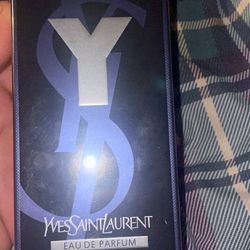 Y
YVESSAINTLAURENT
EAU DE PARFUM